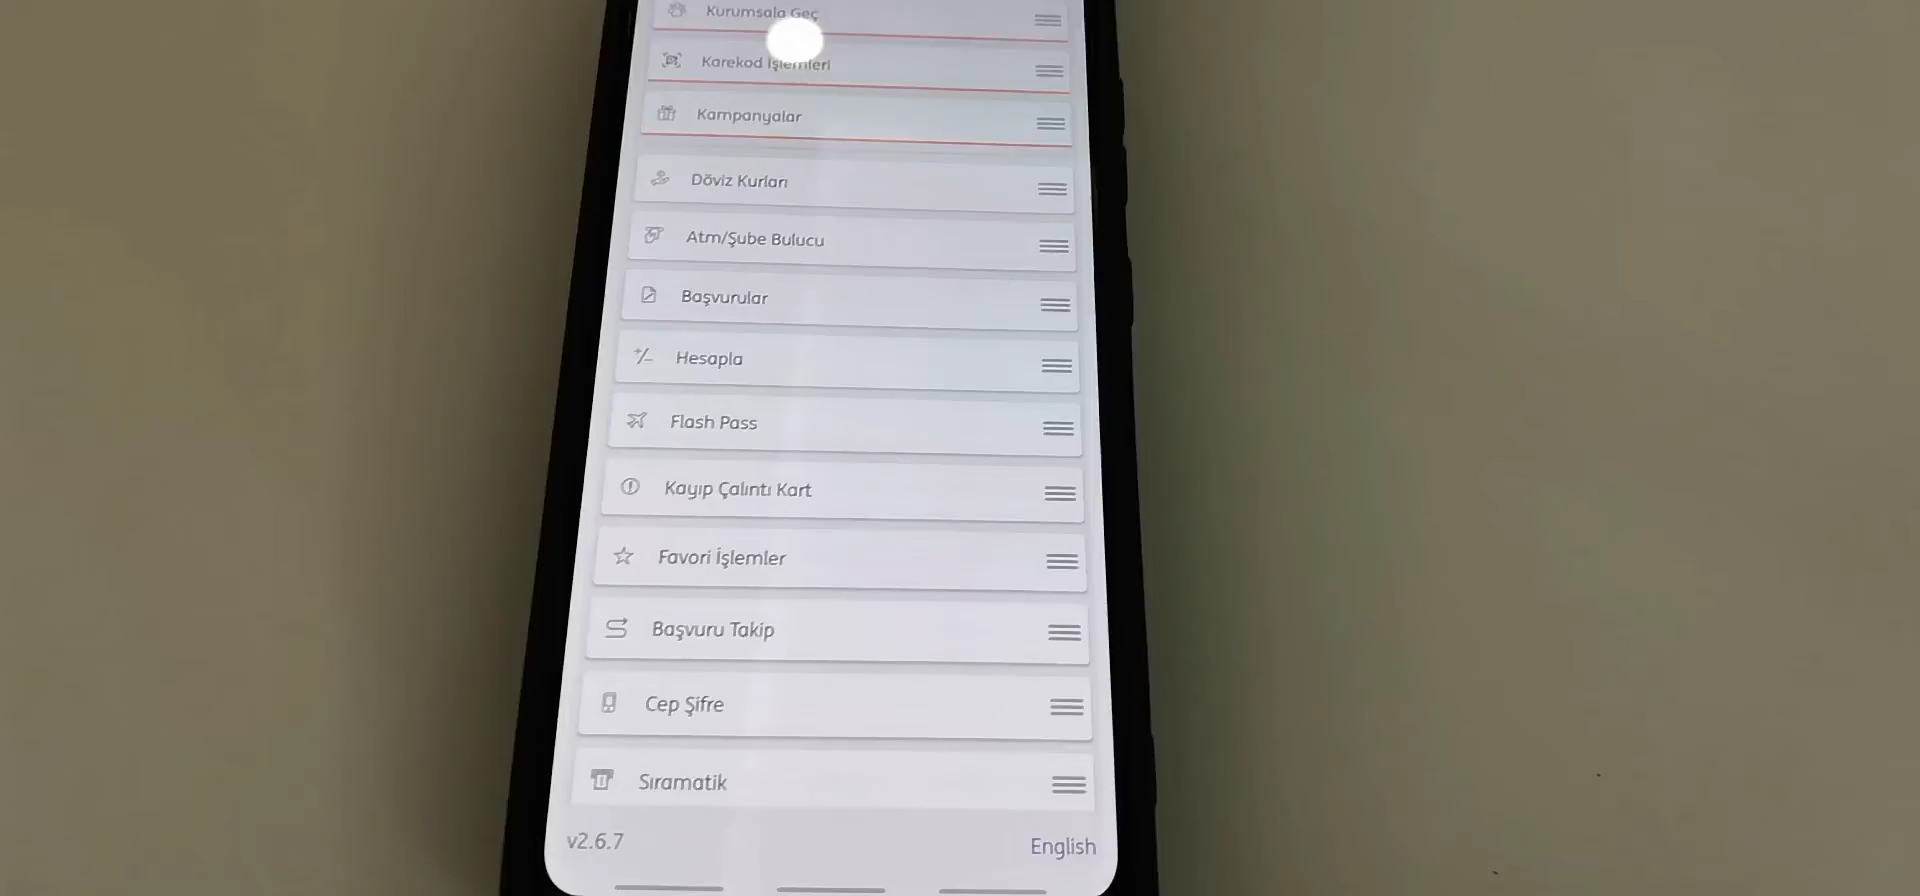 Kurumsala Geç
Karekod İşlemleri
Kampanyalar
Döviz Kurları
Atm/Şube Bulucu
Başvurular
Hesapla
Flash Pass
Kayıp Çalıntı Kart
Favori İşlemler
Başvuru Takip
Cep Şifre
Sıramatik
v2.6.7
English